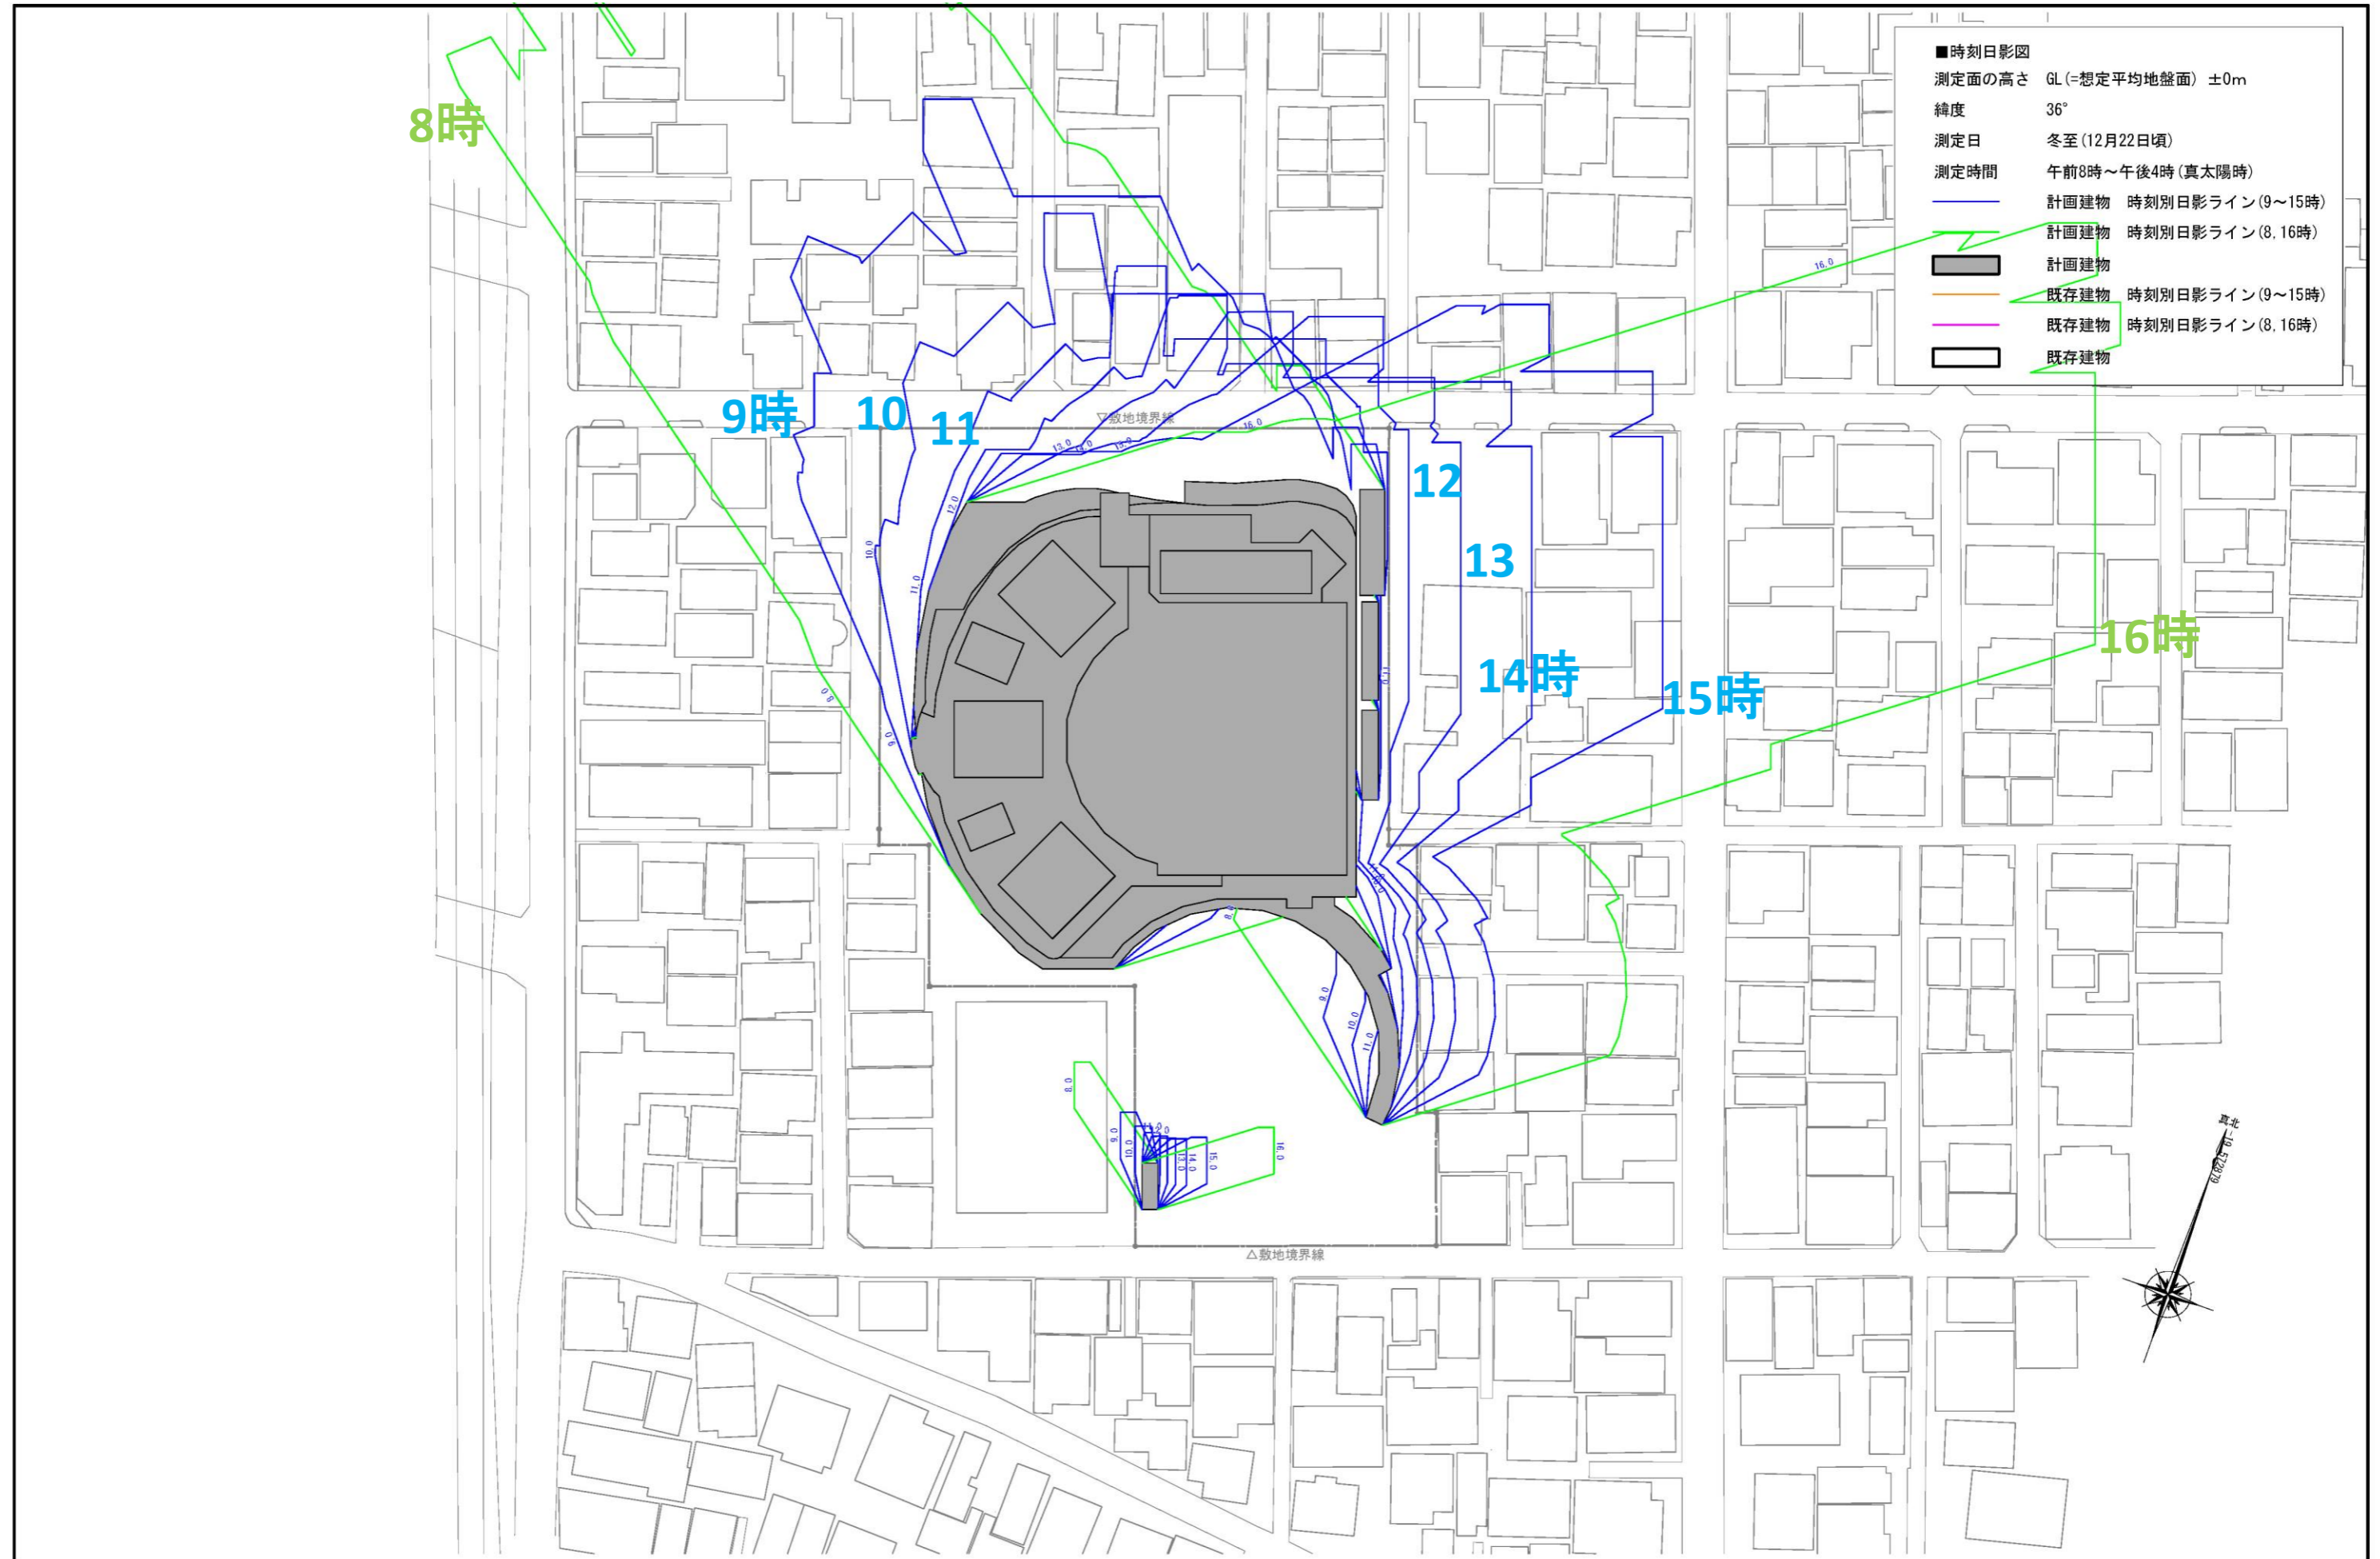 ■時刻日影図
測定面の高さ GL(=想定平均地盤面) ±0m
緯度 36°
測定日 冬至(12月22日頃)
測定時間 午前8時～午後4時(真太陽時)
計画建物 時刻別日影ライン(9～15時)
計画建物 時刻別日影ライン(8,16時)
計画建物
既存建物 時刻別日影ライン(9～15時)
既存建物 時刻別日影ライン(8,16時)
既存建物
8時
16.0
9時
10
11
▽敷地境界線
16.0
13.0
15.0
12
12.0
10.0
13
11.0
16時
14時
15時
8.0
9.0
9.0
10.0
11.0
8.0
9.0
10.0
13.0
14.0
15.0
16.0
真北
-19.572879
△敷地境界線